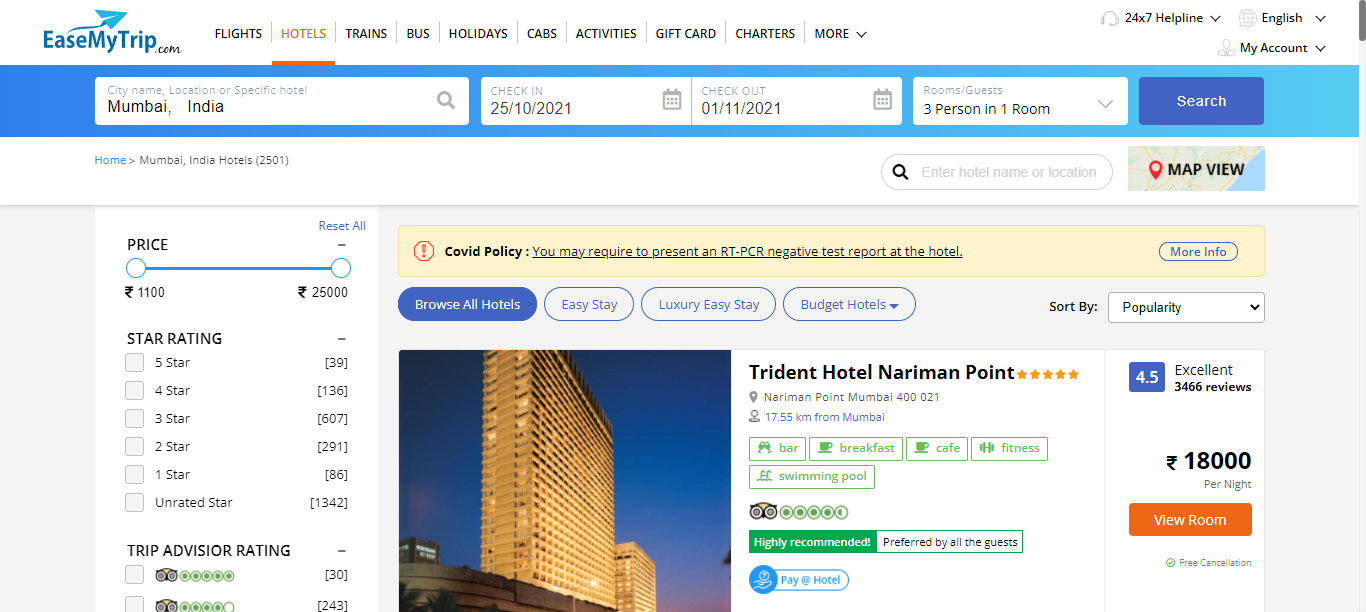 EaseMyTrip.com
FLIGHTS HOTELS TRAINS BUS HOLIDAYS CABS ACTIVITIES GIFT CARD CHARTERS MORE
24x7 Helpline English
My Account
City name, Location or Specific hotel
Mumbai, India
CHECK IN
25/10/2021
CHECK OUT
01/11/2021
Rooms/Guests
3 Person in 1 Room
Search
Home > Mumbai, India Hotels (2501)
Enter hotel name or location
MAP VIEW
Reset All
PRICE –
₹ 1100 ₹ 25000
STAR RATING –
5 Star [39]
4 Star [136]
3 Star [607]
2 Star [291]
1 Star [86]
Unrated Star [1342]
TRIP ADVISIOR RATING –
[30]
[243]
Covid Policy : You may require to present an RT-PCR negative test report at the hotel.
More Info
Browse All Hotels Easy Stay Luxury Easy Stay Budget Hotels
Sort By: Popularity
Trident Hotel Nariman Point
Nariman Point Mumbai 400 021
17.55 km from Mumbai
bar breakfast cafe fitness
swimming pool
Highly recommended! Preferred by all the guests
Pay @ Hotel
4.5 Excellent
3466 reviews
₹ 18000
Per Night
View Room
Free Cancellation